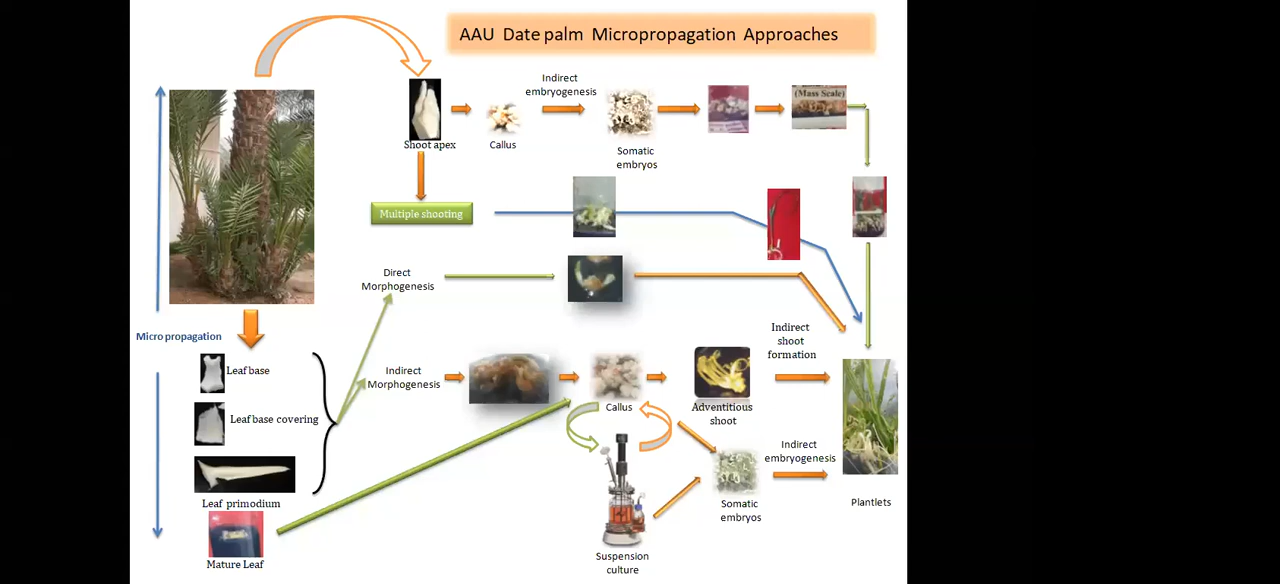 AAU Date palm Micropropagation Approaches
Indirect
embryogenesis
(Mass Scale)
Shoot apex
Callus
Somatic
embryos
Multiple shooting
Direct
Morphogenesis
Micro propagation
Indirect
shoot
formation
Leaf base
Indirect
Morphogenesis
Leaf base covering
Callus
Adventitious
shoot
Indirect
embryogenesis
Leaf primodium
Somatic
embryos
Plantlets
Mature Leaf
Suspension
culture